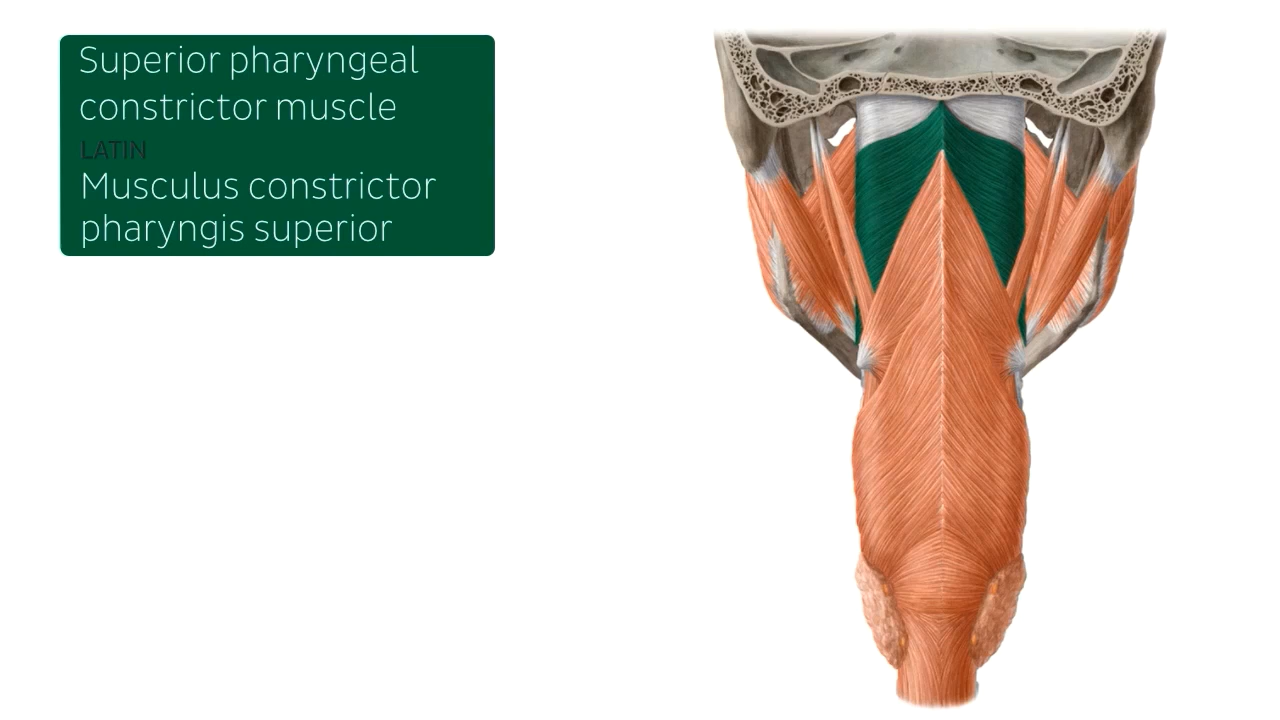 Superior pharyngeal
constrictor muscle
LATIN
Musculus constrictor
pharyngis superior